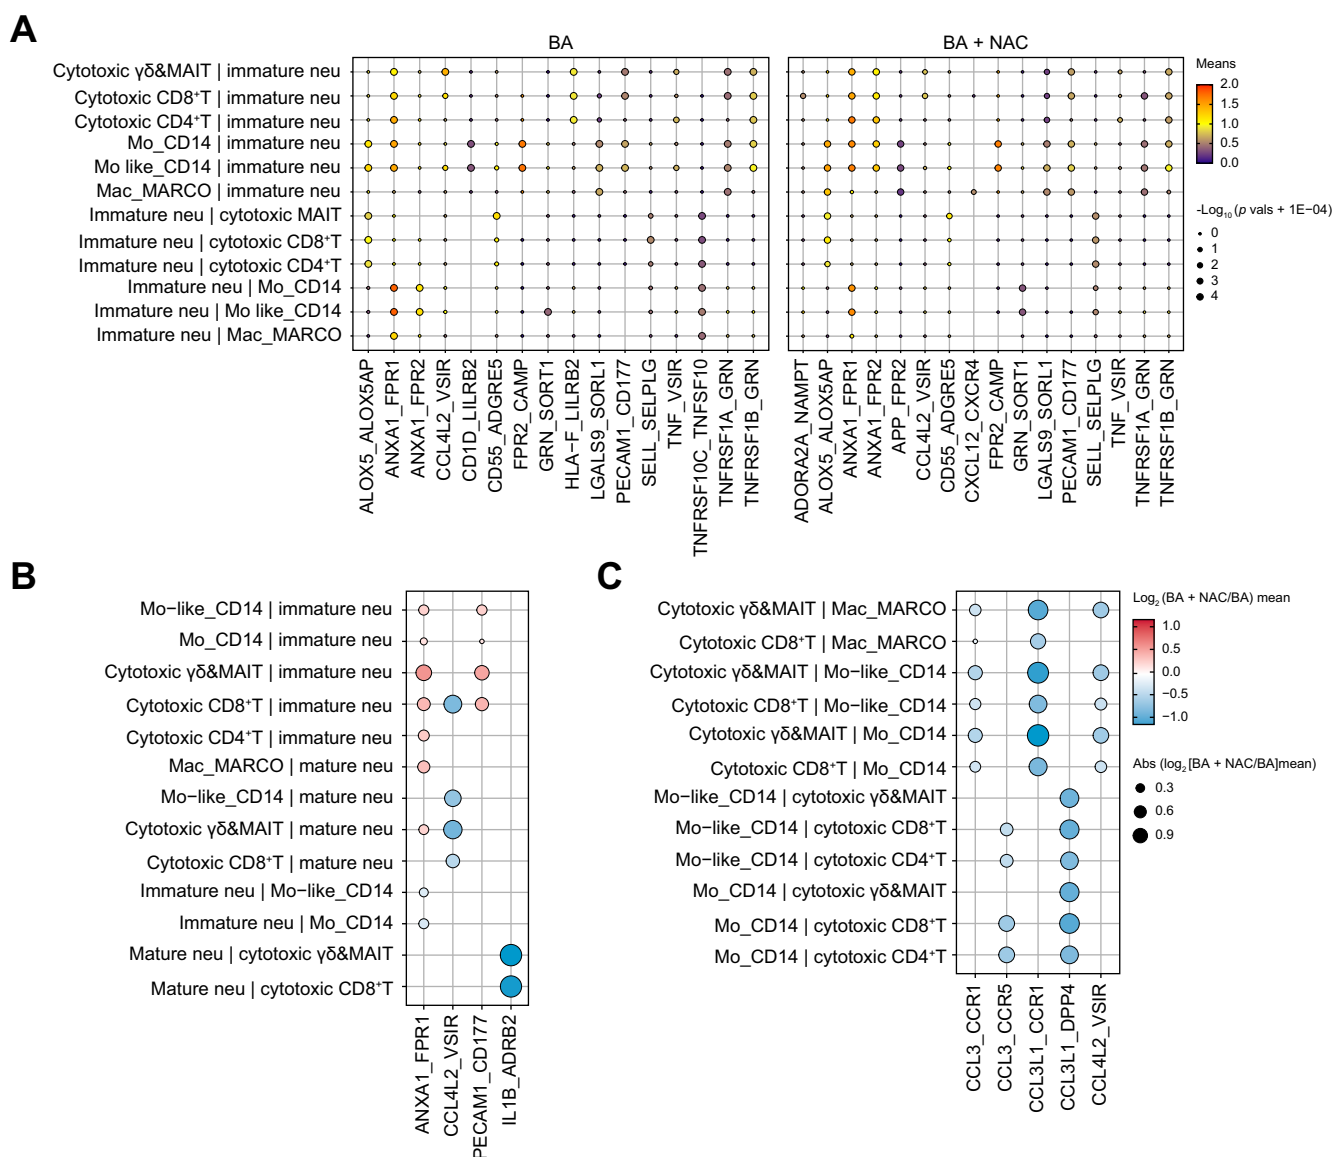 A
BA
BA + NAC
Cytotoxic γδ&MAIT | immature neu
Cytotoxic CD8⁺T | immature neu
Cytotoxic CD4⁺T | immature neu
Mo_CD14 | immature neu
Mo like_CD14 | immature neu
Mac_MARCO | immature neu
Immature neu | cytotoxic MAIT
Immature neu | cytotoxic CD8⁺T
Immature neu | cytotoxic CD4⁺T
Immature neu | Mo_CD14
Immature neu | Mo like_CD14
Immature neu | Mac_MARCO
ALOX5_ALOX5AP
ANXA1_FPR1
ANXA1_FPR2
CCL4L2_VSIR
CD1D_LILRB2
CD55_ADGRE5
FPR2_CAMP
GRN_SORT1
HLA−F_LILRB2
LGALS9_SORL1
PECAM1_CD177
SELL_SELPLG
TNF_VSIR
TNFRSF10C_TNFSF10
TNFRSF1A_GRN
TNFRSF1B_GRN
ADORA2A_NAMPT
ALOX5_ALOX5AP
ANXA1_FPR1
ANXA1_FPR2
APP_FPR2
CCL4L2_VSIR
CD55_ADGRE5
CXCL12_CXCR4
FPR2_CAMP
GRN_SORT1
LGALS9_SORL1
PECAM1_CD177
SELL_SELPLG
TNF_VSIR
TNFRSF1A_GRN
TNFRSF1B_GRN
Means
2.0
1.5
1.0
0.5
0.0
-Log₁₀ (p vals + 1E−04)
0
1
2
3
4
B
Mo−like_CD14 | immature neu
Mo_CD14 | immature neu
Cytotoxic γδ&MAIT | immature neu
Cytotoxic CD8⁺T | immature neu
Cytotoxic CD4⁺T | immature neu
Mac_MARCO | mature neu
Mo−like_CD14 | mature neu
Cytotoxic γδ&MAIT | mature neu
Cytotoxic CD8⁺T | mature neu
Immature neu | Mo−like_CD14
Immature neu | Mo_CD14
Mature neu | cytotoxic γδ&MAIT
Mature neu | cytotoxic CD8⁺T
ANXA1_FPR1
CCL4L2_VSIR
PECAM1_CD177
IL1B_ADRB2
C
Cytotoxic γδ&MAIT | Mac_MARCO
Cytotoxic CD8⁺T | Mac_MARCO
Cytotoxic γδ&MAIT | Mo−like_CD14
Cytotoxic CD8⁺T | Mo−like_CD14
Cytotoxic γδ&MAIT | Mo_CD14
Cytotoxic CD8⁺T | Mo_CD14
Mo−like_CD14 | cytotoxic γδ&MAIT
Mo−like_CD14 | cytotoxic CD8⁺T
Mo−like_CD14 | cytotoxic CD4⁺T
Mo_CD14 | cytotoxic γδ&MAIT
Mo_CD14 | cytotoxic CD8⁺T
Mo_CD14 | cytotoxic CD4⁺T
CCL3_CCR1
CCL3_CCR5
CCL3L1_CCR1
CCL3L1_DPP4
CCL4L2_VSIR
Log₂ (BA + NAC/BA) mean
1.0
0.5
0.0
−0.5
−1.0
Abs (log₂ [BA + NAC/BA]mean)
0.3
0.6
0.9